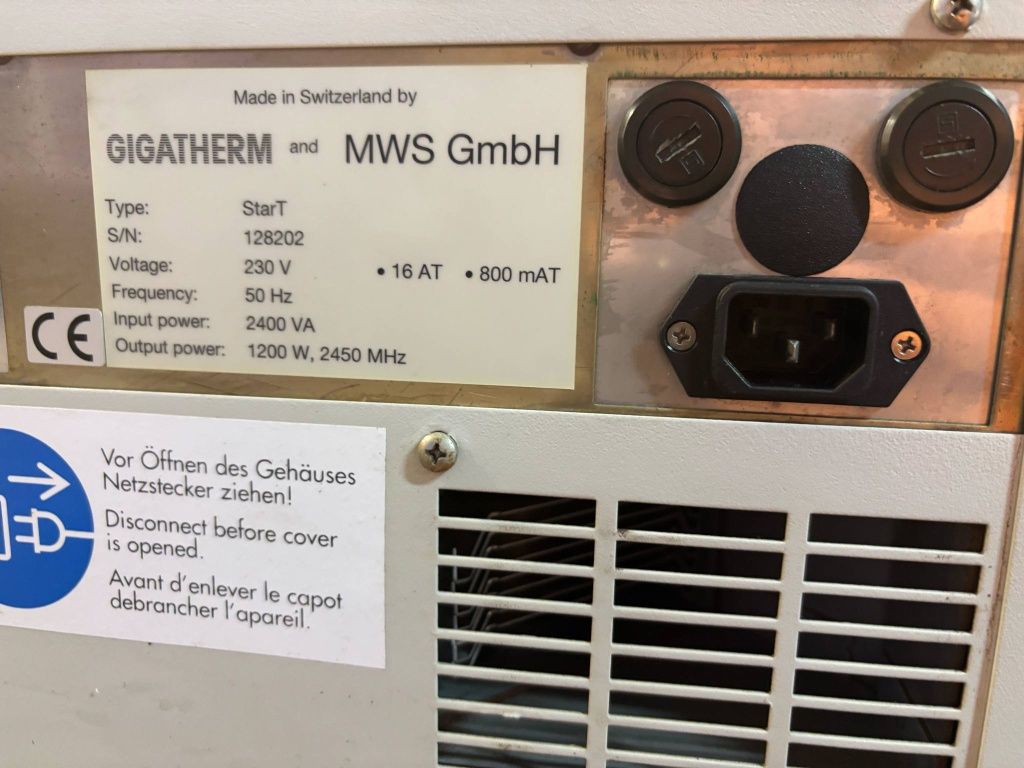 Made in Switzerland by
GIGATHERM and MWS GmbH
Type: StarT
S/N: 128202
Voltage: 230 V • 16 AT • 800 mAT
Frequency: 50 Hz
Input power: 2400 VA
Output power: 1200 W, 2450 MHz
CE
Vor Öffnen des Gehäuses
Netzstecker ziehen!
Disconnect before cover
is opened.
Avant d'enlever le capot
debrancher l'apareil.